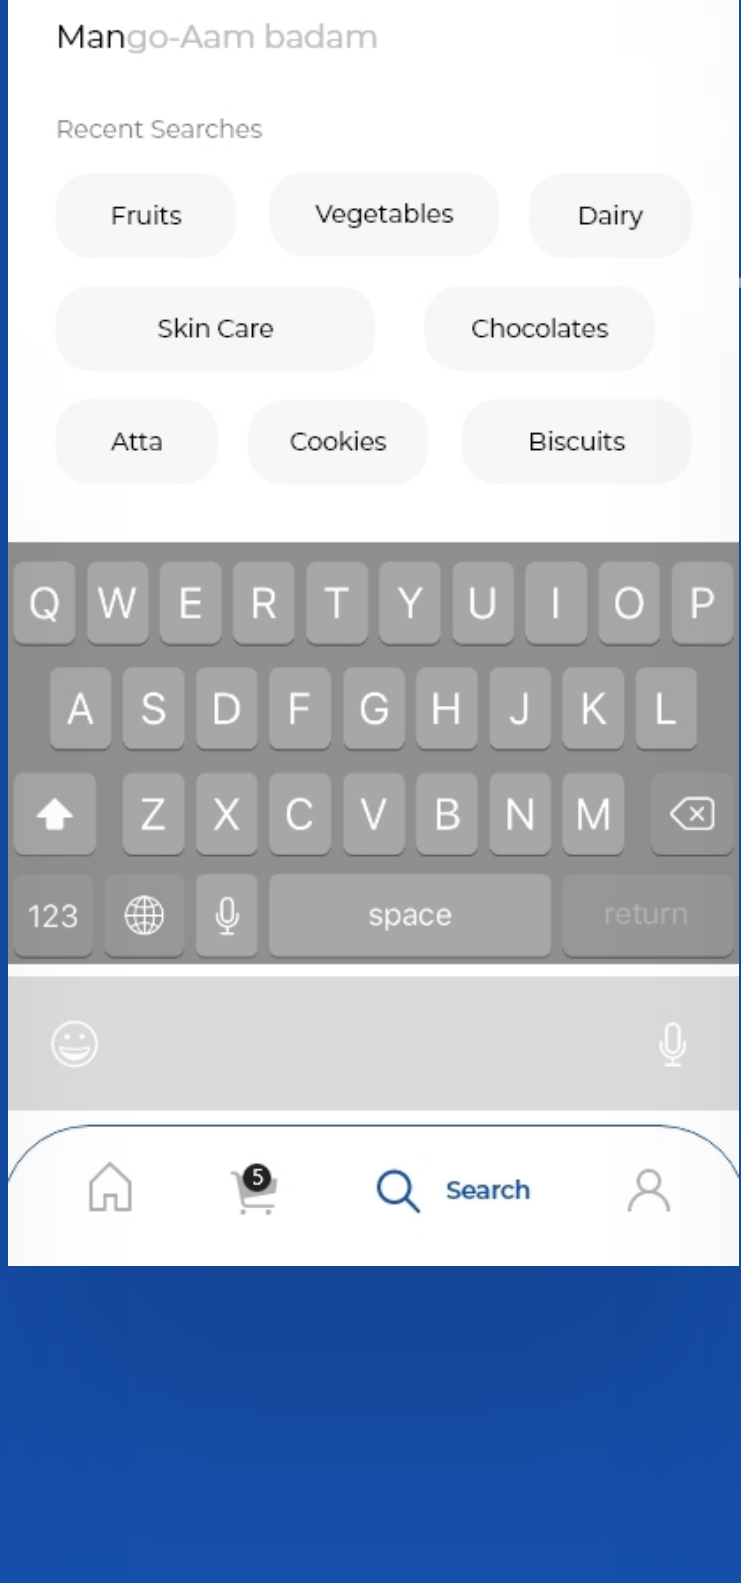 Mango-Aam badam
Recent Searches
Fruits Vegetables Dairy
Skin Care Chocolates
Atta Cookies Biscuits
Q W E R T Y U I O P
A S D F G H J K L
Z X C V B N M
123 space return
5 Search